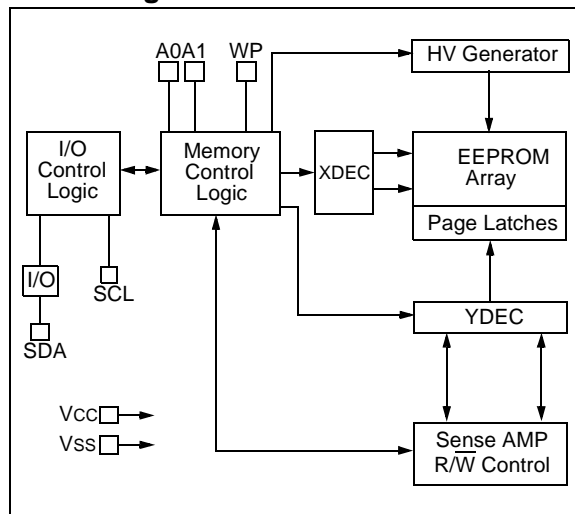 A0A1
WP
HV Generator
I/O
Control
Logic
Memory
Control
Logic
XDEC
EEPROM
Array
Page Latches
I/O
SCL
SDA
YDEC
VCC
VSS
Sense AMP
R/W̅ Control